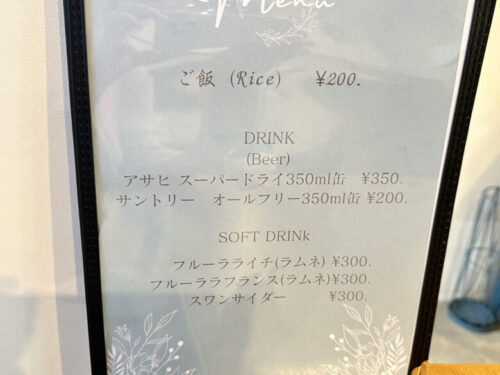 Menu
ご飯 (Rice) ¥200.
DRINK
(Beer)
アサヒ スーパードライ350ml缶 ¥350.
サントリー オールフリー350ml缶 ¥200.
SOFT DRINk
フルーラライチ(ラムネ) ¥300.
フルーララフランス(ラムネ)¥300.
スワンサイダー ¥300.